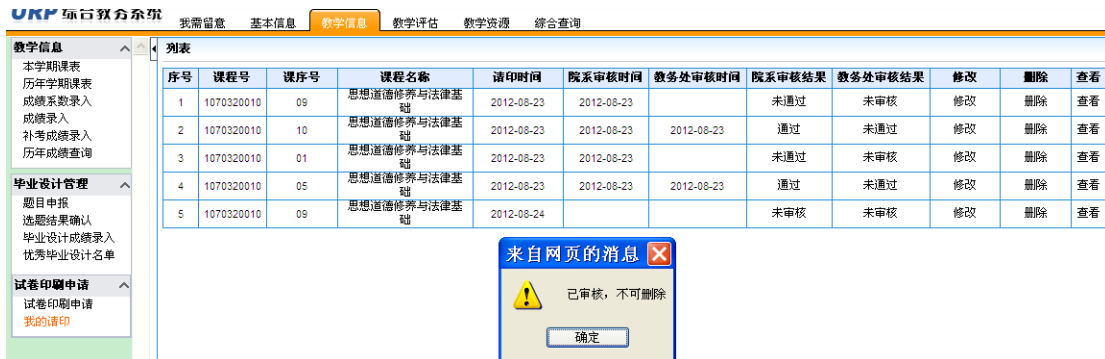 URP综合教务系统
我需留意 基本信息 教学信息 教学评估 教学资源 综合查询
教学信息
本学期课表
历年学期课表
成绩系数录入
成绩录入
补考成绩录入
历年成绩查询
毕业设计管理
题目申报
选题结果确认
毕业设计成绩录入
优秀毕业设计名单
试卷印刷申请
试卷印刷申请
我的请印
列表
序号 课程号 课序号 课程名称 请印时间 院系审核时间 教务处审核时间 院系审核结果 教务处审核结果 修改 删除 查看
1 1070320010 09 思想道德修养与法律基 2012-08-23 2012-08-23 未通过 未审核 修改 删除 查看
础
2 1070320010 10 思想道德修养与法律基 2012-08-23 2012-08-23 2012-08-23 通过 未通过 修改 删除 查看
础
3 1070320010 01 思想道德修养与法律基 2012-08-23 2012-08-23 未通过 未审核 修改 删除 查看
础
4 1070320010 05 思想道德修养与法律基 2012-08-23 2012-08-23 2012-08-23 通过 未通过 修改 删除 查看
础
5 1070320010 09 思想道德修养与法律基 2012-08-24 未审核 未审核 修改 删除 查看
础
来自网页的消息
已审核，不可删除
确定